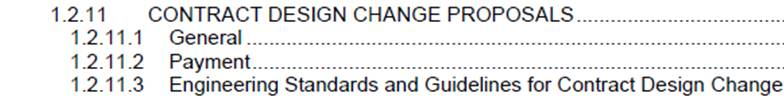 1.2.11 CONTRACT DESIGN CHANGE PROPOSALS
1.2.11.1 General
1.2.11.2 Payment
1.2.11.3 Engineering Standards and Guidelines for Contract Design Change